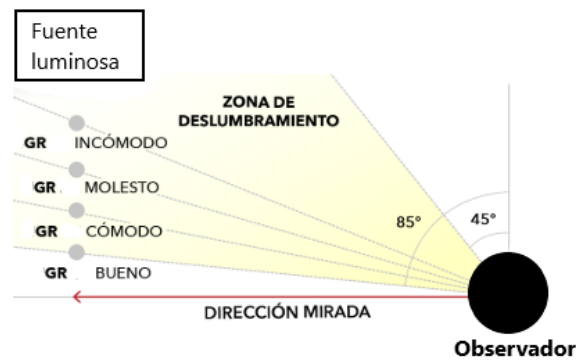 Fuente
luminosa
ZONA DE
DESLUMBRAMIENTO
GR INCÓMODO
GR MOLESTO
GR CÓMODO
GR BUENO
85°
45°
DIRECCIÓN MIRADA
Observador